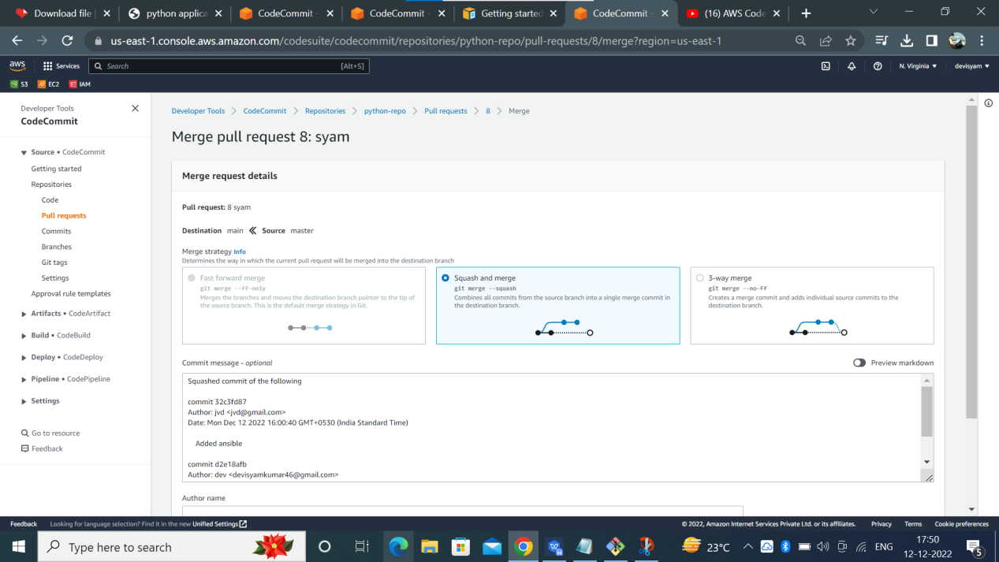 Download file
python applica
CodeCommit -
CodeCommit -
Getting started
CodeCommit -
(16) AWS Code
us-east-1.console.aws.amazon.com/codesuite/codecommit/repositories/python-repo/pull-requests/8/merge?region=us-east-1
aws
Services
Search
[Alt+S]
N. Virginia
devisyam
S3
EC2
IAM
Developer Tools
CodeCommit
Source • CodeCommit
Getting started
Repositories
Code
Pull requests
Commits
Branches
Git tags
Settings
Approval rule templates
Artifacts • CodeArtifact
Build • CodeBuild
Deploy • CodeDeploy
Pipeline • CodePipeline
Settings
Go to resource
Feedback
Developer Tools > CodeCommit > Repositories > python-repo > Pull requests > 8 > Merge
Merge pull request 8: syam
Merge request details
Pull request: 8 syam
Destination main Source master
Merge strategy Info
Determines the way in which the current pull request will be merged into the destination branch
Fast forward merge
git merge --ff-only
Merges the branches and moves the destination branch pointer to the tip of
the source branch. This is the default merge strategy in Git.
Squash and merge
git merge --squash
Combines all commits from the source branch into a single merge commit in
the destination branch.
3-way merge
git merge --no-ff
Creates a merge commit and adds individual source commits to the
destination branch.
Commit message - optional
Preview markdown
Squashed commit of the following
commit 32c3fd87
Author: jvd <jvd@gmail.com>
Date: Mon Dec 12 2022 16:00:40 GMT+0530 (India Standard Time)
Added ansible
commit d2e18afb
Author: dev <devisyamkumar46@gmail.com>
Author name
Feedback
Looking for language selection? Find it in the new Unified Settings
© 2022, Amazon Internet Services Private Ltd. or its affiliates.
Privacy
Terms
Cookie preferences
Type here to search
23°C
ENG
17:50
12-12-2022
5